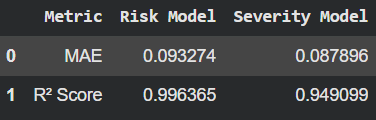 Metric Risk Model Severity Model
0 MAE 0.093274 0.087896
1 R² Score 0.996365 0.949099